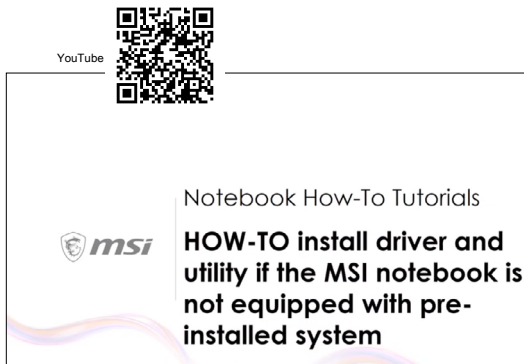 YouTube
Notebook How-To Tutorials
msi
HOW-TO install driver and
utility if the MSI notebook is
not equipped with pre-
installed system